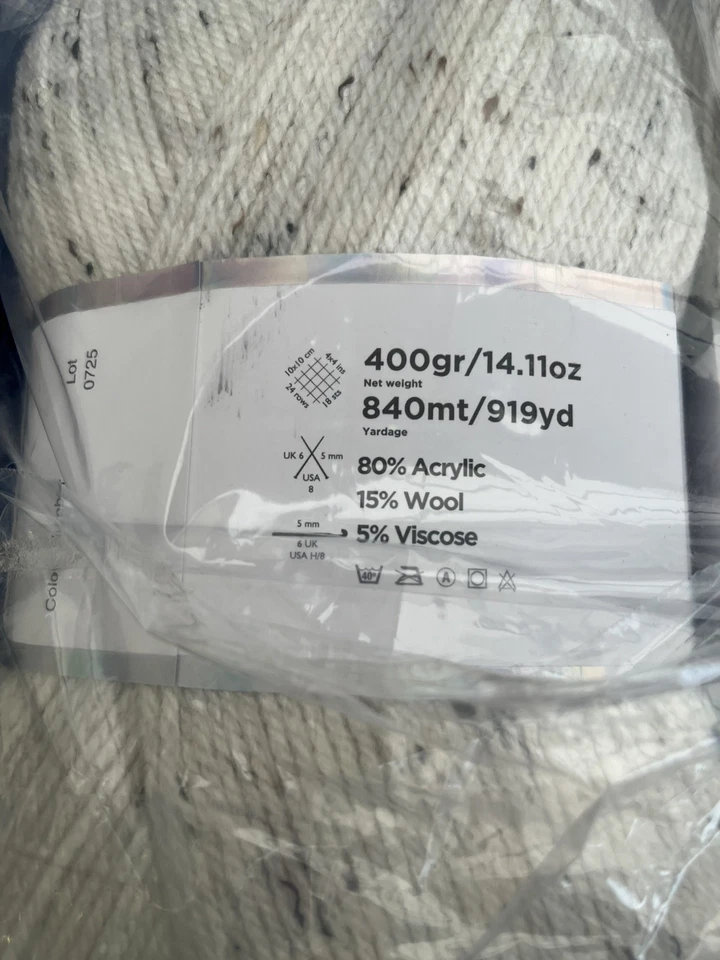 Lot
0725
Colo
10x10 cm
4x4 ins
24 rows
18 sts
400gr/14.11oz
Net weight
840mt/919yd
Yardage
UK 6 5 mm
USA
8
80% Acrylic
15% Wool
5 mm
6 UK
USA H/8
5% Viscose
40°
A